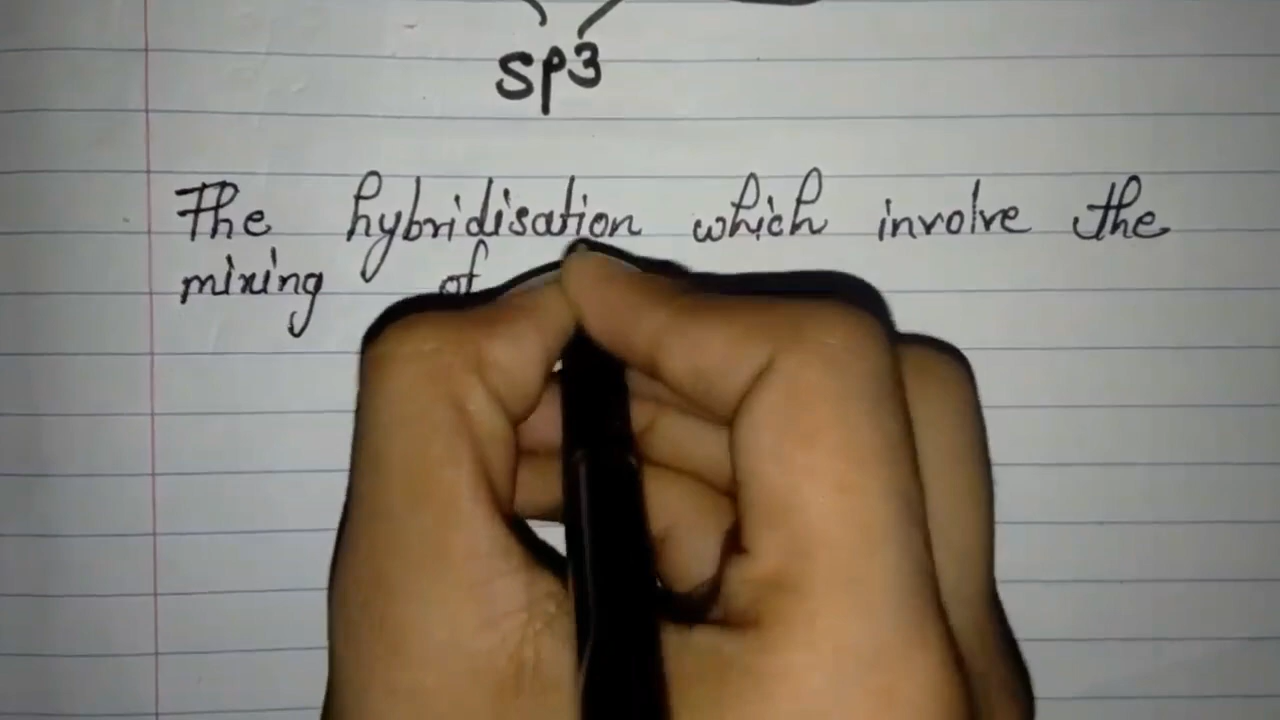 sp3
The hybridisation which involve the
mixing of